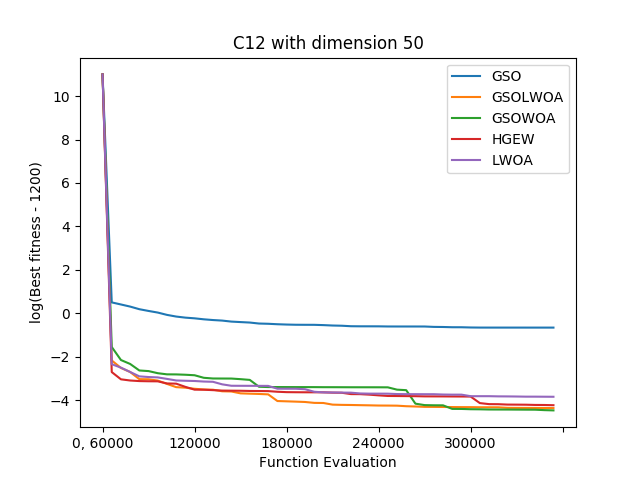 C12 with dimension 50
log(Best fitness - 1200)
10
8
6
4
2
0
−2
−4
GSO
GSOLWOA
GSOWOA
HGEW
LWOA
0, 60000 120000 180000 240000 300000
Function Evaluation